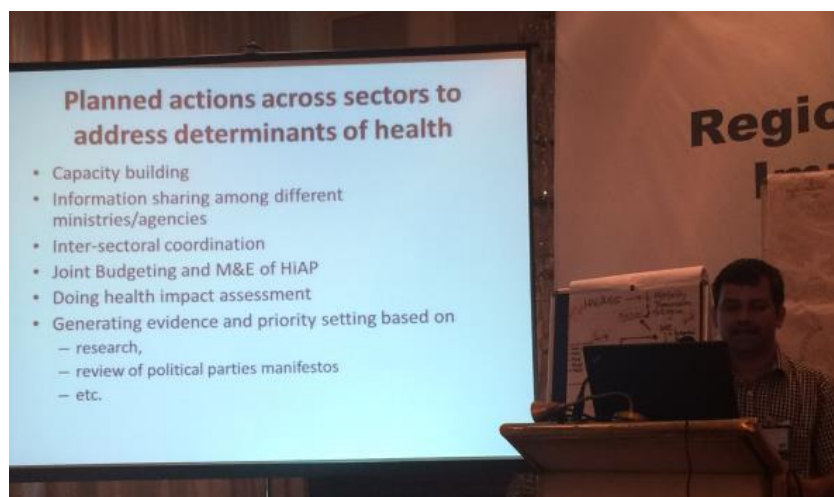 Planned actions across sectors to
address determinants of health
• Capacity building
• Information sharing among different
ministries/agencies
• Inter-sectoral coordination
• Joint Budgeting and M&E of HiAP
• Doing health impact assessment
• Generating evidence and priority setting based on
– research,
– review of political parties manifestos
– etc.
Regio